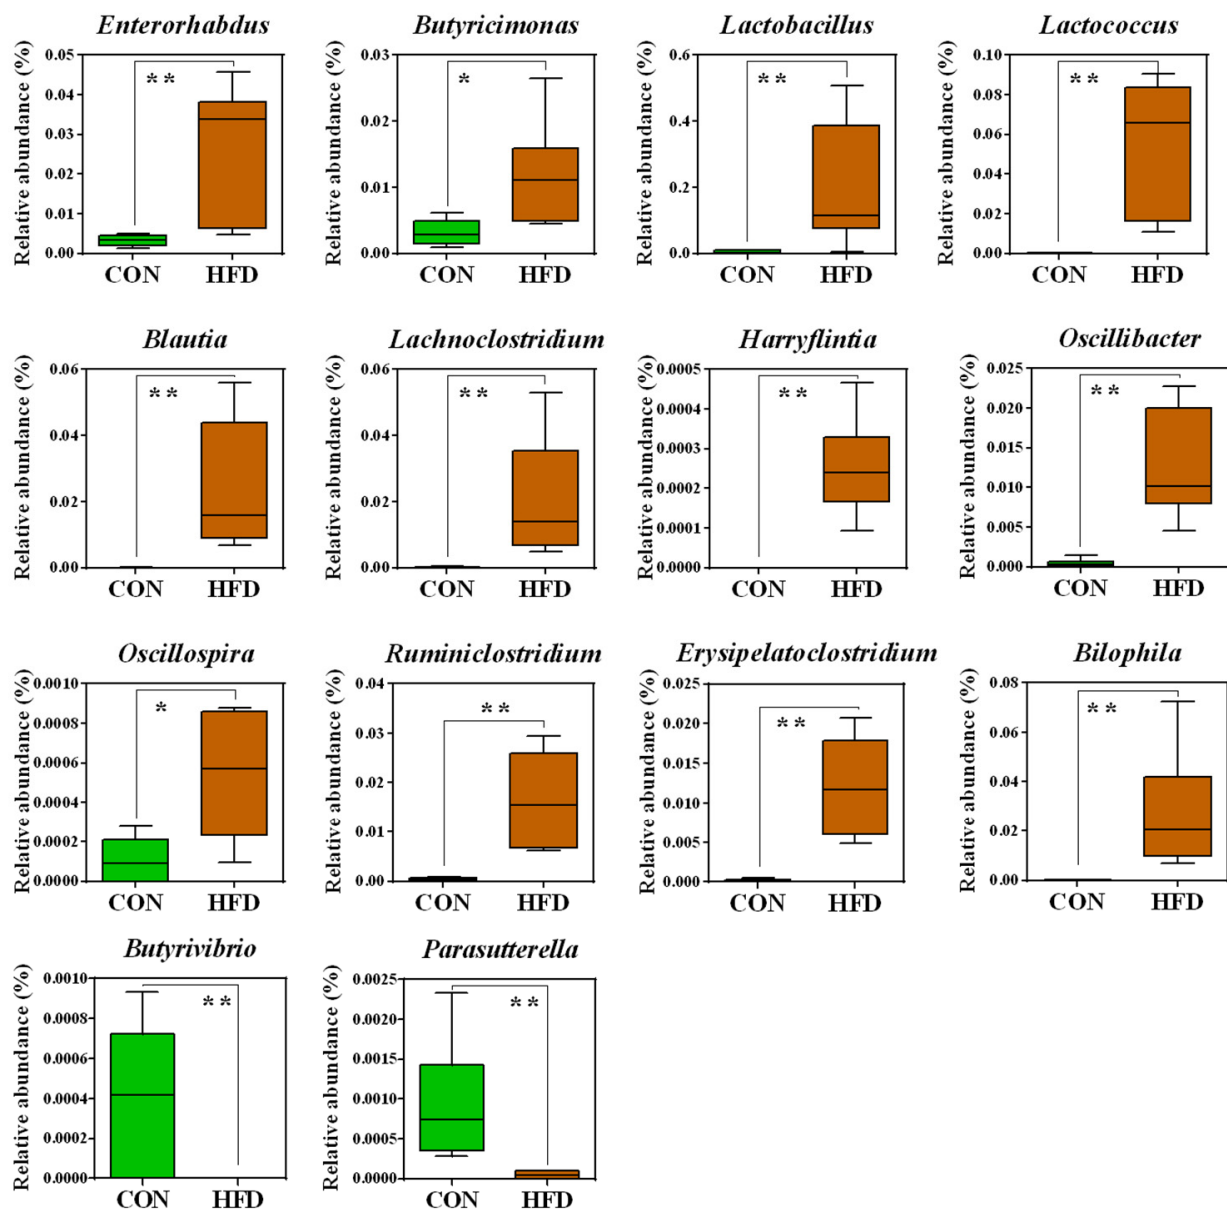 Enterorhabdus
Relative abundance (%)
0.05
0.04
0.03
0.02
0.01
0.00
**
CON HFD
Butyricimonas
Relative abundance (%)
0.03
0.02
0.01
0.00
*
CON HFD
Lactobacillus
Relative abundance (%)
0.6
0.4
0.2
0.0
**
CON HFD
Lactococcus
Relative abundance (%)
0.10
0.08
0.06
0.04
0.02
0.00
**
CON HFD
Blautia
Relative abundance (%)
0.06
0.04
0.02
0.00
**
CON HFD
Lachnoclostridium
Relative abundance (%)
0.06
0.04
0.02
0.00
**
CON HFD
Harryflintia
Relative abundance (%)
0.0005
0.0004
0.0003
0.0002
0.0001
0.0000
**
CON HFD
Oscillibacter
Relative abundance (%)
0.025
0.020
0.015
0.010
0.005
0.000
**
CON HFD
Oscillospira
Relative abundance (%)
0.0010
0.0008
0.0006
0.0004
0.0002
0.0000
*
CON HFD
Ruminiclostridium
Relative abundance (%)
0.04
0.03
0.02
0.01
0.00
**
CON HFD
Erysipelatoclostridium
Relative abundance (%)
0.025
0.020
0.015
0.010
0.005
0.000
**
CON HFD
Bilophila
Relative abundance (%)
0.08
0.06
0.04
0.02
0.00
**
CON HFD
Butyrivibrio
Relative abundance (%)
0.0010
0.0008
0.0006
0.0004
0.0002
0.0000
**
CON HFD
Parasutterella
Relative abundance (%)
0.0025
0.0020
0.0015
0.0010
0.0005
0.0000
**
CON HFD